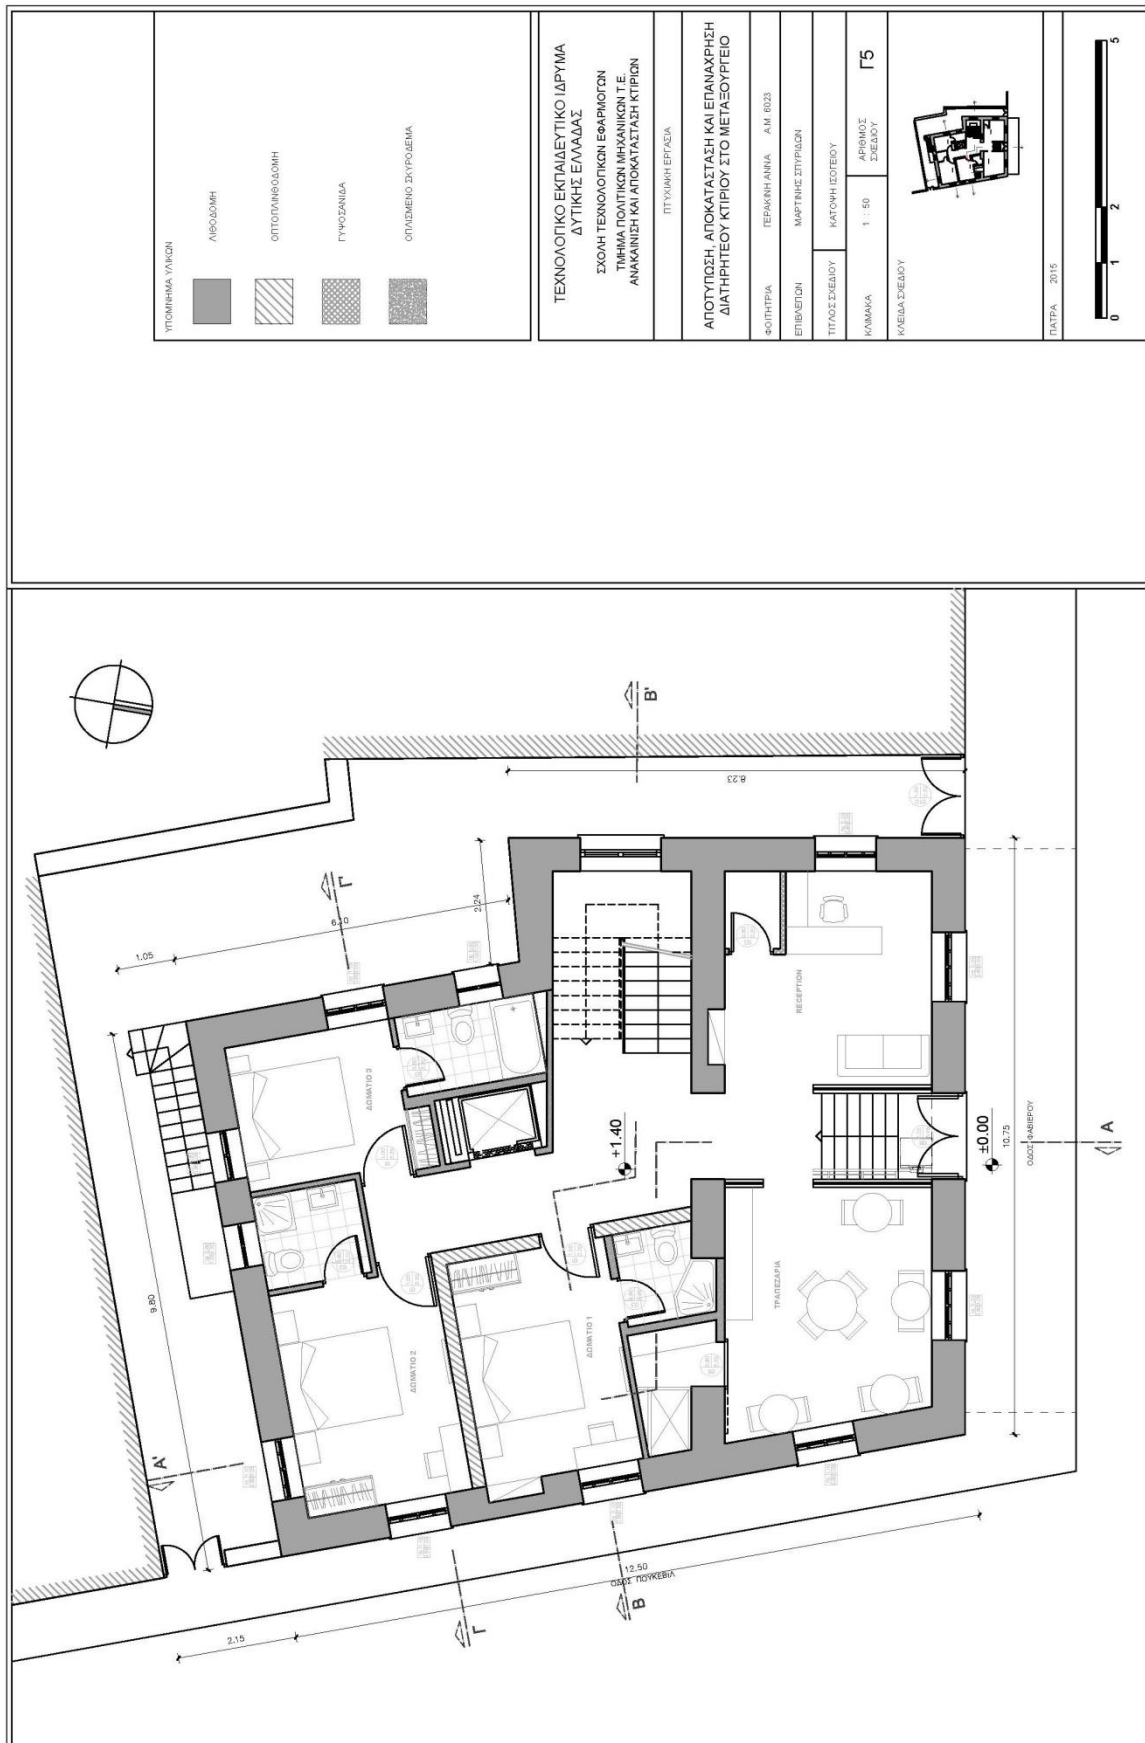 ΥΠΟΜΝΗΜΑ ΥΛΙΚΩΝ
ΛΙΘΟΔΟΜΗ
ΟΠΤΟΠΛΙΝΘΟΔΟΜΗ
ΓΥΨΟΣΑΝΙΔΑ
ΟΠΛΙΣΜΕΝΟ ΣΚΥΡΟΔΕΜΑ
ΤΕΧΝΟΛΟΓΙΚΟ ΕΚΠΑΙΔΕΥΤΙΚΟ ΙΔΡΥΜΑ
ΔΥΤΙΚΗΣ ΕΛΛΑΔΑΣ
ΣΧΟΛΗ ΤΕΧΝΟΛΟΓΙΚΩΝ ΕΦΑΡΜΟΓΩΝ
ΤΜΗΜΑ ΠΟΛΙΤΙΚΩΝ ΜΗΧΑΝΙΚΩΝ Τ.Ε.
ΑΝΑΚΑΙΝΙΣΗ ΚΑΙ ΑΠΟΚΑΤΑΣΤΑΣΗ ΚΤΙΡΙΩΝ
ΠΤΥΧΙΑΚΗ ΕΡΓΑΣΙΑ
ΑΠΟΤΥΠΩΣΗ, ΑΠΟΚΑΤΑΣΤΑΣΗ ΚΑΙ ΕΠΑΝΑΧΡΗΣΗ
ΔΙΑΤΗΡΗΤΕΟΥ ΚΤΙΡΙΟΥ ΣΤΟ ΜΕΤΑΞΟΥΡΓΕΙΟ
ΦΟΙΤΗΤΡΙΑ ΓΕΡΑΚΙΝΗ ΑΝΝΑ Α.Μ. 6023
ΕΠΙΒΛΕΠΩΝ ΜΑΡΤΙΝΗΣ ΣΠΥΡΙΔΩΝ
ΤΙΤΛΟΣ ΣΧΕΔΙΟΥ ΚΑΤΟΨΗ ΙΣΟΓΕΙΟΥ
ΚΛΙΜΑΚΑ 1 : 50 ΑΡΙΘΜΟΣ ΣΧΕΔΙΟΥ Γ5
ΚΛΕΙΔΑ ΣΧΕΔΙΟΥ
ΠΑΤΡΑ 2015
0 1 2 5
B'
8.23
Γ'
6.10
2.24
1.05
9.80
A'
ΔΩΜΑΤΙΟ 3
RECEPTION
+1.40
±0.00
10.75
ΟΔΟΣ ΦΑΒΙΕΡΟΥ
A
ΔΩΜΑΤΙΟ 2
ΔΩΜΑΤΙΟ 1
ΤΡΑΠΕΖΑΡΙΑ
12.50
ΟΔΟΣ ΠΟΥΚΕΒΙΛ
B
Γ
2.15